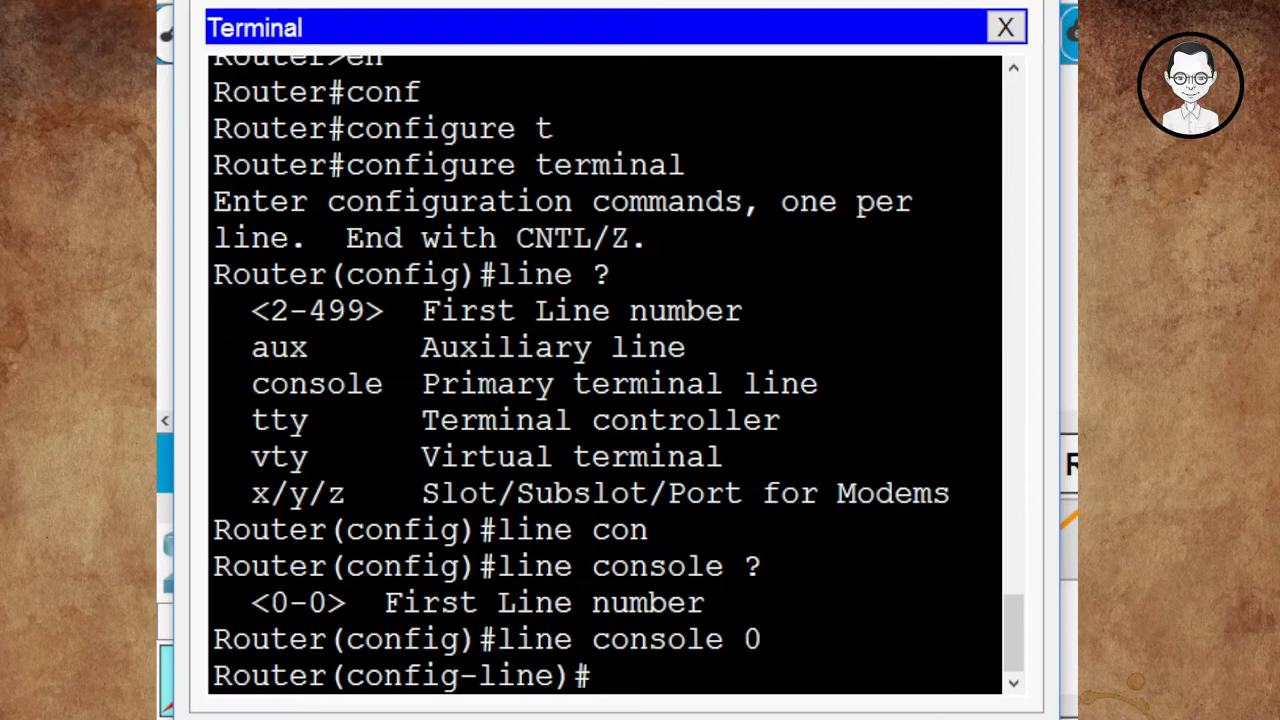 Terminal
X
Router>en
Router#conf
Router#configure t
Router#configure terminal
Enter configuration commands, one per
line.  End with CNTL/Z.
Router(config)#line ?
  <2-499>  First Line number
  aux      Auxiliary line
  console  Primary terminal line
  tty      Terminal controller
  vty      Virtual terminal
  x/y/z    Slot/Subslot/Port for Modems
Router(config)#line con
Router(config)#line console ?
  <0-0>  First Line number
Router(config)#line console 0
Router(config-line)#